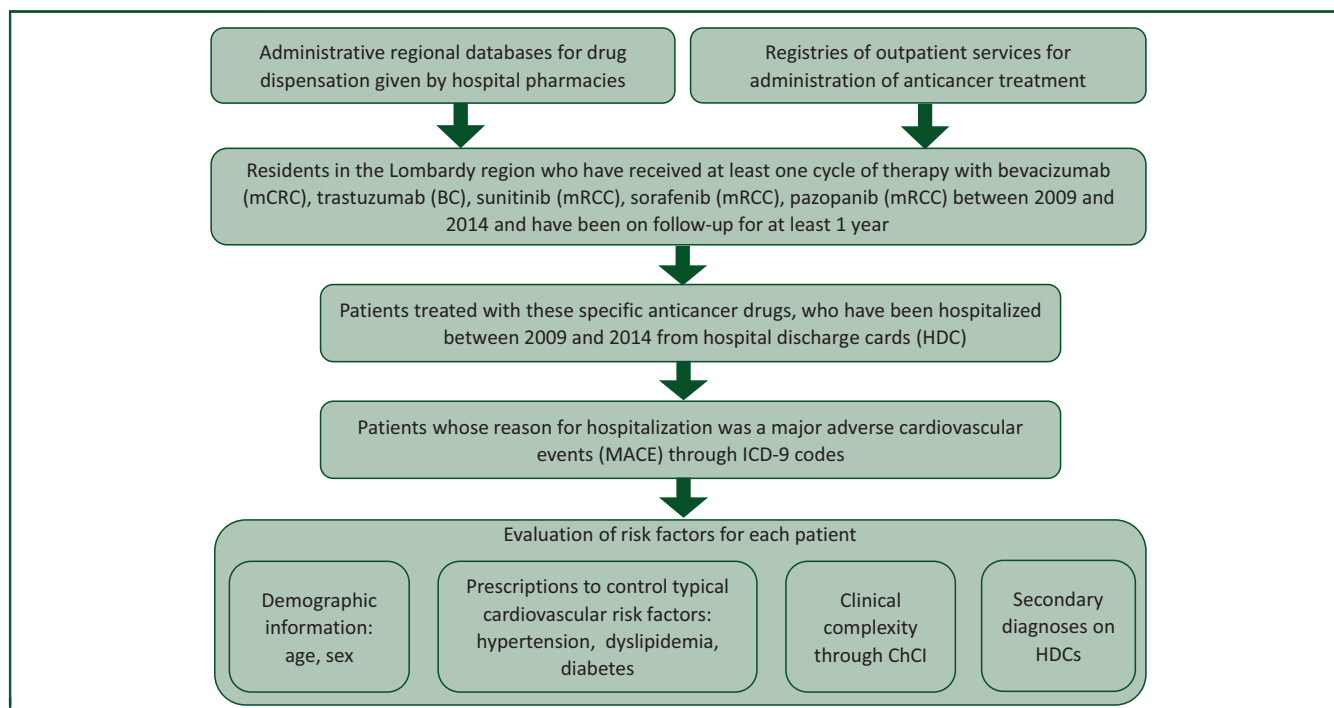 Administrative regional databases for drug
dispensation given by hospital pharmacies
Registries of outpatient services for
administration of anticancer treatment
Residents in the Lombardy region who have received at least one cycle of therapy with bevacizumab
(mCRC), trastuzumab (BC), sunitinib (mRCC), sorafenib (mRCC), pazopanib (mRCC) between 2009 and
2014 and have been on follow-up for at least 1 year
Patients treated with these specific anticancer drugs, who have been hospitalized
between 2009 and 2014 from hospital discharge cards (HDC)
Patients whose reason for hospitalization was a major adverse cardiovascular
events (MACE) through ICD-9 codes
Evaluation of risk factors for each patient
Demographic
information:
age, sex
Prescriptions to control typical
cardiovascular risk factors:
hypertension, dyslipidemia,
diabetes
Clinical
complexity
through ChCI
Secondary
diagnoses on
HDCs